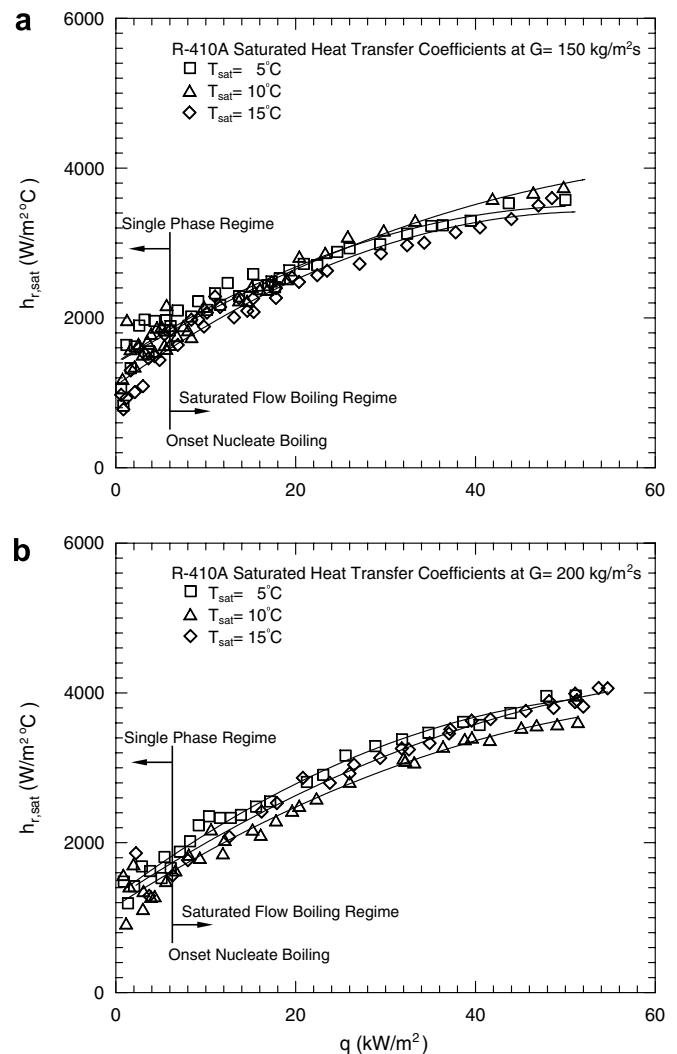 a
6000
R-410A Saturated Heat Transfer Coefficients at G= 150 kg/m²s
T_sat= 5°C
T_sat= 10°C
T_sat= 15°C
4000
h_r,sat (W/m² °C)
Single Phase Regime
2000
Saturated Flow Boiling Regime
Onset Nucleate Boiling
0
0 20 40 60
b
6000
R-410A Saturated Heat Transfer Coefficients at G= 200 kg/m²s
T_sat= 5°C
T_sat= 10°C
T_sat= 15°C
4000
h_r,sat (W/m² °C)
Single Phase Regime
2000
Saturated Flow Boiling Regime
Onset Nucleate Boiling
0
0 20 40 60
q (kW/m²)